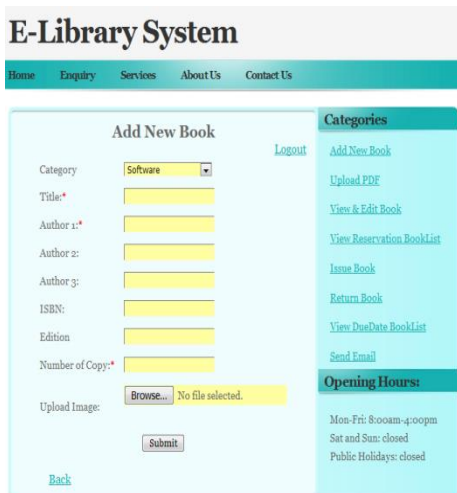 E-Library System
Home Enquiry Services About Us Contact Us
Add New Book
Logout
Category Software
Title:*
Author 1:*
Author 2:
Author 3:
ISBN:
Edition
Number of Copy:*
Upload Image: Browse... No file selected.
Submit
Back
Categories
Add New Book
Upload PDF
View & Edit Book
View Reservation BookList
Issue Book
Return Book
View DueDate BookList
Send Email
Opening Hours:
Mon-Fri: 8:00am-4:00pm
Sat and Sun: closed
Public Holidays: closed